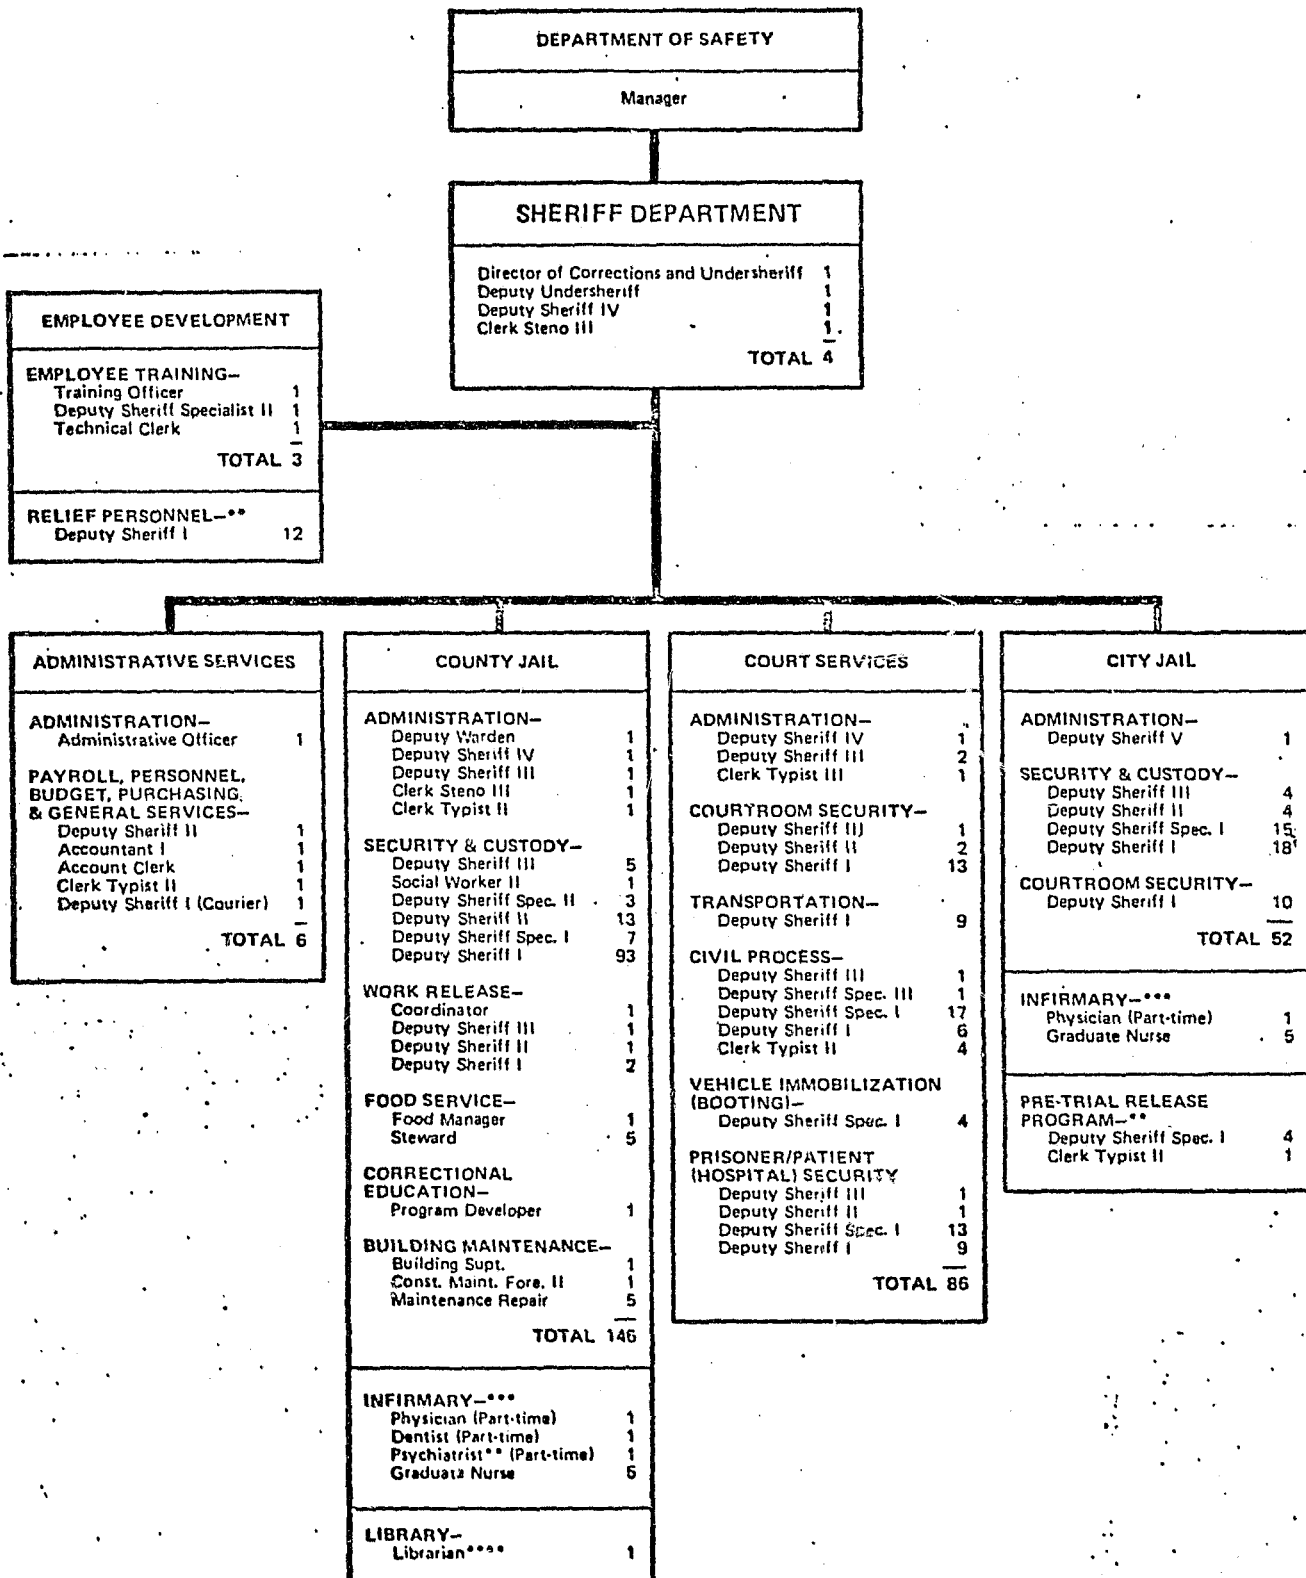 DEPARTMENT OF SAFETY
Manager
SHERIFF DEPARTMENT
Director of Corrections and Undersheriff 1
Deputy Undersheriff 1
Deputy Sheriff IV 1
Clerk Steno III 1
TOTAL 4
EMPLOYEE DEVELOPMENT
EMPLOYEE TRAINING—
Training Officer 1
Deputy Sheriff Specialist II 1
Technical Clerk 1
TOTAL 3
RELIEF PERSONNEL—**
Deputy Sheriff I 12
ADMINISTRATIVE SERVICES
ADMINISTRATION—
Administrative Officer 1
PAYROLL, PERSONNEL,
BUDGET, PURCHASING,
& GENERAL SERVICES—
Deputy Sheriff II 1
Accountant I 1
Account Clerk 1
Clerk Typist II 1
Deputy Sheriff I (Courier) 1
TOTAL 6
COUNTY JAIL
ADMINISTRATION—
Deputy Warden 1
Deputy Sheriff IV 1
Deputy Sheriff III 1
Clerk Steno III 1
Clerk Typist II 1
SECURITY & CUSTODY—
Deputy Sheriff III 5
Social Worker II 1
Deputy Sheriff Spec. II 3
Deputy Sheriff II 13
Deputy Sheriff Spec. I 7
Deputy Sheriff I 93
WORK RELEASE—
Coordinator 1
Deputy Sheriff III 1
Deputy Sheriff II 1
Deputy Sheriff I 2
FOOD SERVICE—
Food Manager 1
Steward 5
CORRECTIONAL
EDUCATION—
Program Developer 1
BUILDING MAINTENANCE—
Building Supt. 1
Const. Maint. Fore. II 1
Maintenance Repair 5
TOTAL 146
INFIRMARY—***
Physician (Part-time) 1
Dentist (Part-time) 1
Psychiatrist** (Part-time) 1
Graduate Nurse 5
LIBRARY—
Librarian**** 1
COURT SERVICES
ADMINISTRATION—
Deputy Sheriff IV 1
Deputy Sheriff III 2
Clerk Typist III 1
COURTROOM SECURITY—
Deputy Sheriff III 1
Deputy Sheriff II 2
Deputy Sheriff I 13
TRANSPORTATION—
Deputy Sheriff I 9
CIVIL PROCESS—
Deputy Sheriff III 1
Deputy Sheriff Spec. III 1
Deputy Sheriff Spec. I 17
Deputy Sheriff I 6
Clerk Typist II 4
VEHICLE IMMOBILIZATION
(BOOTING)—
Deputy Sheriff Spec. I 4
PRISONER/PATIENT
(HOSPITAL) SECURITY
Deputy Sheriff III 1
Deputy Sheriff II 1
Deputy Sheriff Spec. I 13
Deputy Sheriff I 9
TOTAL 86
CITY JAIL
ADMINISTRATION—
Deputy Sheriff V 1
SECURITY & CUSTODY—
Deputy Sheriff III 4
Deputy Sheriff II 4
Deputy Sheriff Spec. I 15
Deputy Sheriff I 18
COURTROOM SECURITY—
Deputy Sheriff I 10
TOTAL 52
INFIRMARY—***
Physician (Part-time) 1
Graduate Nurse 5
PRE-TRIAL RELEASE
PROGRAM—**
Deputy Sheriff Spec. I 4
Clerk Typist II 1